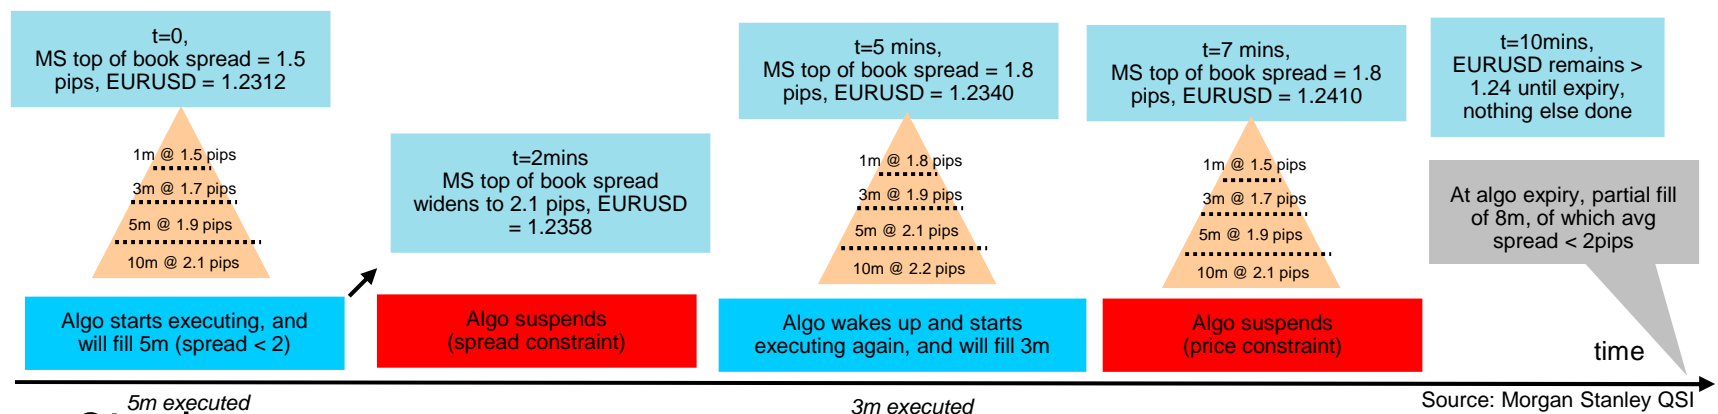 t=0,
MS top of book spread = 1.5
pips, EURUSD = 1.2312
1m @ 1.5 pips
3m @ 1.7 pips
5m @ 1.9 pips
10m @ 2.1 pips
Algo starts executing, and
will fill 5m (spread < 2)
5m executed
t=2mins
MS top of book spread
widens to 2.1 pips, EURUSD
= 1.2358
Algo suspends
(spread constraint)
t=5 mins,
MS top of book spread = 1.8
pips, EURUSD = 1.2340
1m @ 1.8 pips
3m @ 1.9 pips
5m @ 2.1 pips
10m @ 2.2 pips
Algo wakes up and starts
executing again, and will fill 3m
3m executed
t=7 mins,
MS top of book spread = 1.8
pips, EURUSD = 1.2410
1m @ 1.5 pips
3m @ 1.7 pips
5m @ 1.9 pips
10m @ 2.1 pips
Algo suspends
(price constraint)
t=10mins,
EURUSD remains >
1.24 until expiry,
nothing else done
At algo expiry, partial fill
of 8m, of which avg
spread < 2pips
time
Source: Morgan Stanley QSI